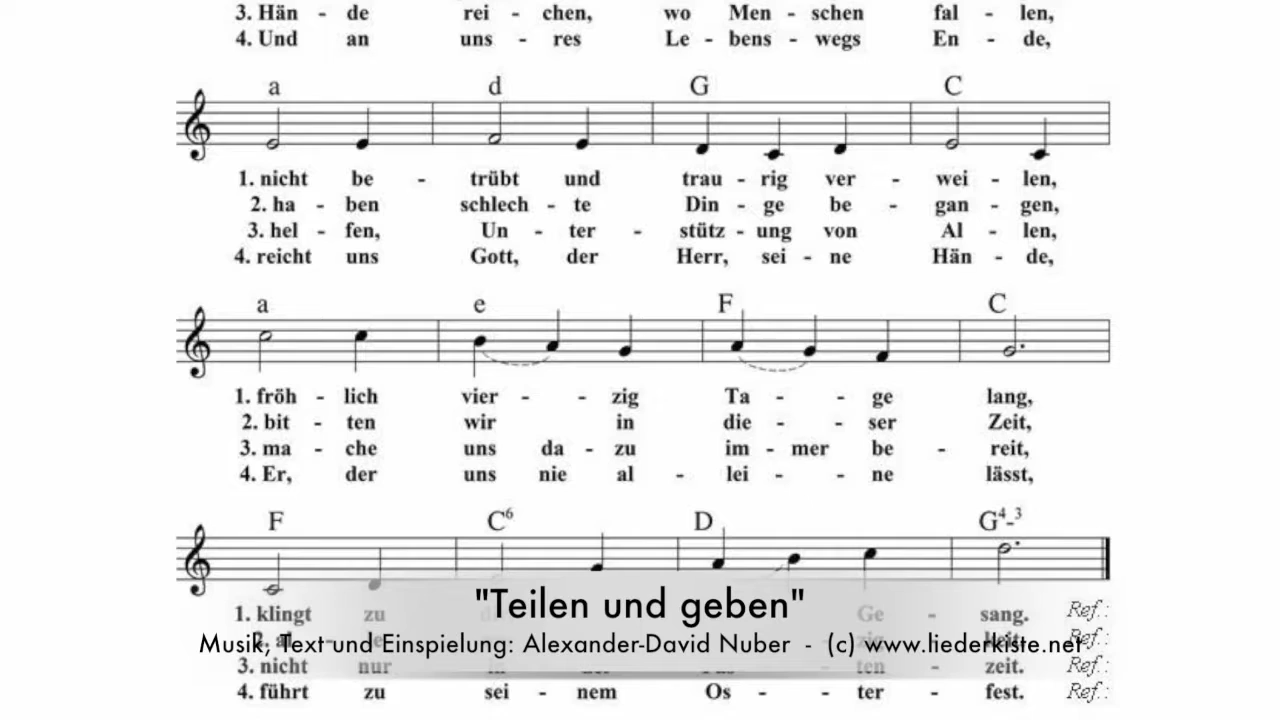 3. Hän - de rei - chen, wo Men - schen fal - len,
4. Und an uns - res Le - bens - wegs En - de,
a d G C
1. nicht be - trübt und trau - rig ver - wei - len,
2. ha - ben schlech - te Din - ge be - gan - gen,
3. hel - fen, Un - ter - stütz - ung von Al - len,
4. reicht uns Gott, der Herr, sei - ne Hän - de,
a e F C
1. fröh - lich vier - - zig Ta - - ge lang,
2. bit - ten wir in die - - ser Zeit,
3. ma - che uns da - zu im - mer be - reit,
4. Er, der uns nie al - lei - ne lässt,
F C6 D G4-3
"Teilen und geben"
1. klingt zu Ge - sang. Ref.:
Musik, Text und Einspielung: Alexander-David Nuber - (c) www.liederkiste.net
3. nicht nur zeit. Ref.:
4. führt zu sei - nem Os - - ter - fest. Ref.: